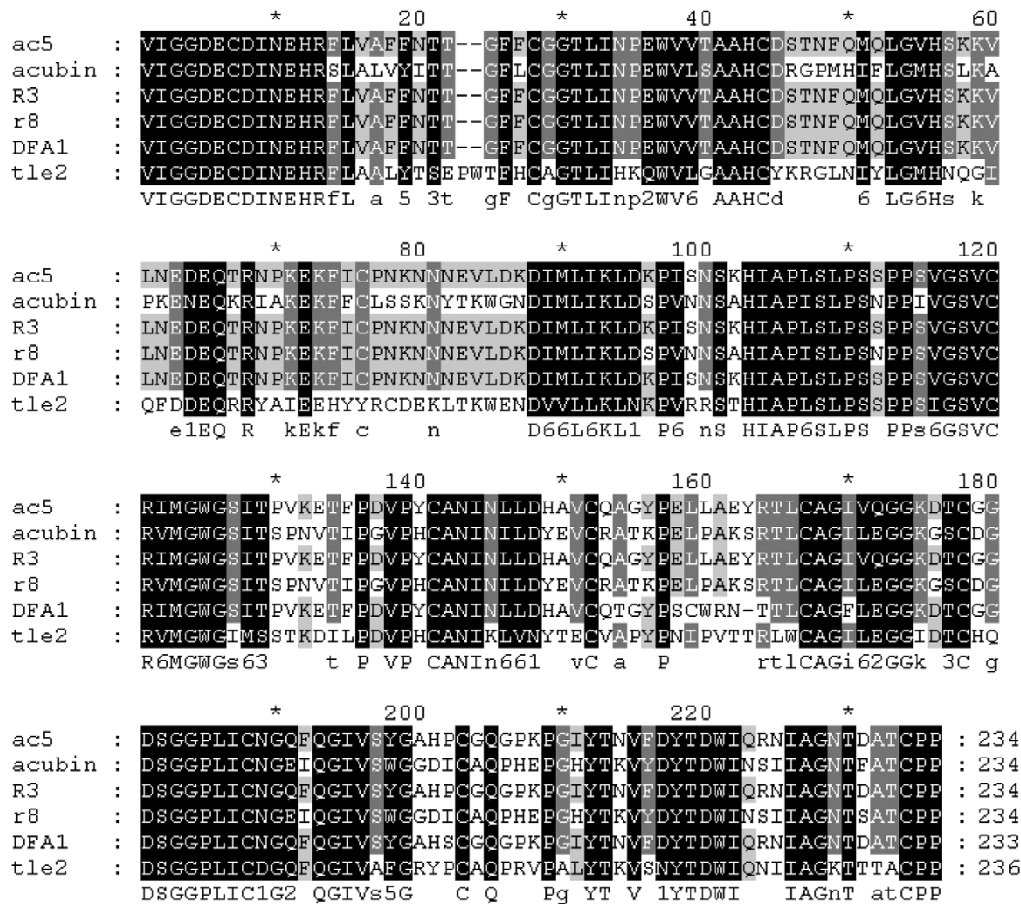 * 20 * 40 * 60
ac5 : VIGGDECDINEHRFLVAFFNTT--GFFCGGTLINPEWVVTAAHCDSTNFQMQLGVHSKKV
acubin : VIGGDECDINEHRSLALVYITT--GFLCGGTLINPEWVLSAAHCDRGPMHIFLGMHSLKA
R3 : VIGGDECDINEHRFLVAFFNTT--GFFCGGTLINPEWVVTAAHCDSTNFQMQLGVHSKKV
r8 : VIGGDECDINEHRFLVAFFNTT--GFFCGGTLINPEWVVTAAHCDSTNFQMQLGVHSKKV
DFA1 : VIGGDECDINEHRFLVAFFNTT--GFFCGGTLINPEWVVTAAHCDSTNFQMQLGVHSKKV
tle2 : VIGGDECDINEHRFLAALYTSEPWTFHCAGTLIHKQWVLGAAHCYKRGLNIYLGMHNQGI
VIGGDECDINEHRfL a 5 3t gF CgGTLInp2WV6 AAHCd 6 LG6Hs k
* 80 * 100 * 120
ac5 : LNEDEQTRNPKEKFICPNKNNNEVLDKDIMLIKLDKPISNSKHIAPLSLPSSPPSVGSVC
acubin : PKENEQKRIAKEKFFCLSSKNYTKWGNDIMLIKLDSPVNNSAHIAPISLPSNPPIVGSVC
R3 : LNEDEQTRNPKEKFICPNKNNNEVLDKDIMLIKLDKPISNSKHIAPLSLPSSPPSVGSVC
r8 : LNEDEQTRNPKEKFICPNKNNNEVLDKDIMLIKLDSPVNNSAHIAPISLPSNPPSVGSVC
DFA1 : LNEDEQTRNPKEKFICPNKNNNEVLDKDIMLIKLDKPISNSKHIAPLSLPSSPPSVGSVC
tle2 : QFDDEQRRYAIEEHYYRCDEKLTKWENDVVLLKLNKPVRRSTHIAPLSLPSSPPSIGSVC
e1EQ R kEkf c n D66L6KL1 P6 nS HIAP6SLPS PPs6GSVC
* 140 * 160 * 180
ac5 : RIMGWGSITPVKETFPDVPYCANINLLDHAVCQAGYPELLAEYRTLCAGIVQGGKDTCGG
acubin : RVMGWGSITSPNVTIPGVPHCANINILDYEVCRATKPELPAKSRTLCAGILEGGKGSCDG
R3 : RIMGWGSITPVKETFPDVPYCANINLLDHAVCQAGYPELLAEYRTLCAGIVQGGKDTCGG
r8 : RVMGWGSITSPNVTIPGVPHCANINILDYEVCRATKPELPAKSRTLCAGILEGGKGSCDG
DFA1 : RIMGWGSITPVKETFPDVPYCANINLLDHAVCQTGYPSCWRN-TTLCAGFLEGGKDTCGG
tle2 : RVMGWGIMSSTKDILPDVPHCANIKLVNYTECVAPYPNIPVTTRLWCAGILEGGIDTCHQ
R6MGWGs63 t P VP CANIn661 vC a P rtlCAGi62GGk 3C g
* 200 * 220 *
ac5 : DSGGPLICNGQFQGIVSYGAHPCGQGPKPGIYTNVFDYTDWIQRNIAGNTDATCPP : 234
acubin : DSGGPLICNGEIQGIVSWGGDICAQPHEPGHYTKVYDYTDWINSIIAGNTFATCPP : 234
R3 : DSGGPLICNGQFQGIVSYGAHPCGQGPKPGIYTNVFDYTDWIQRNIAGNTDATCPP : 234
r8 : DSGGPLICNGEIQGIVSWGGDICAQPHEPGHYTKVYDYTDWINSIIAGNTSATCPP : 234
DFA1 : DSGGPLICNGQFQGIVSYGAHSCGQGPKPGIYTNVFDYTDWIQRNIAGNTDATCPP : 233
tle2 : DSGGPLICDGQFQGIVAFGRYPCAQPRVPALYTKVSNYTDWIQNIIAGKTTTACPP : 236
DSGGPLIC1G2 QGIVs5G C Q Pg YT V 1YTDWI IAGnT atCPP